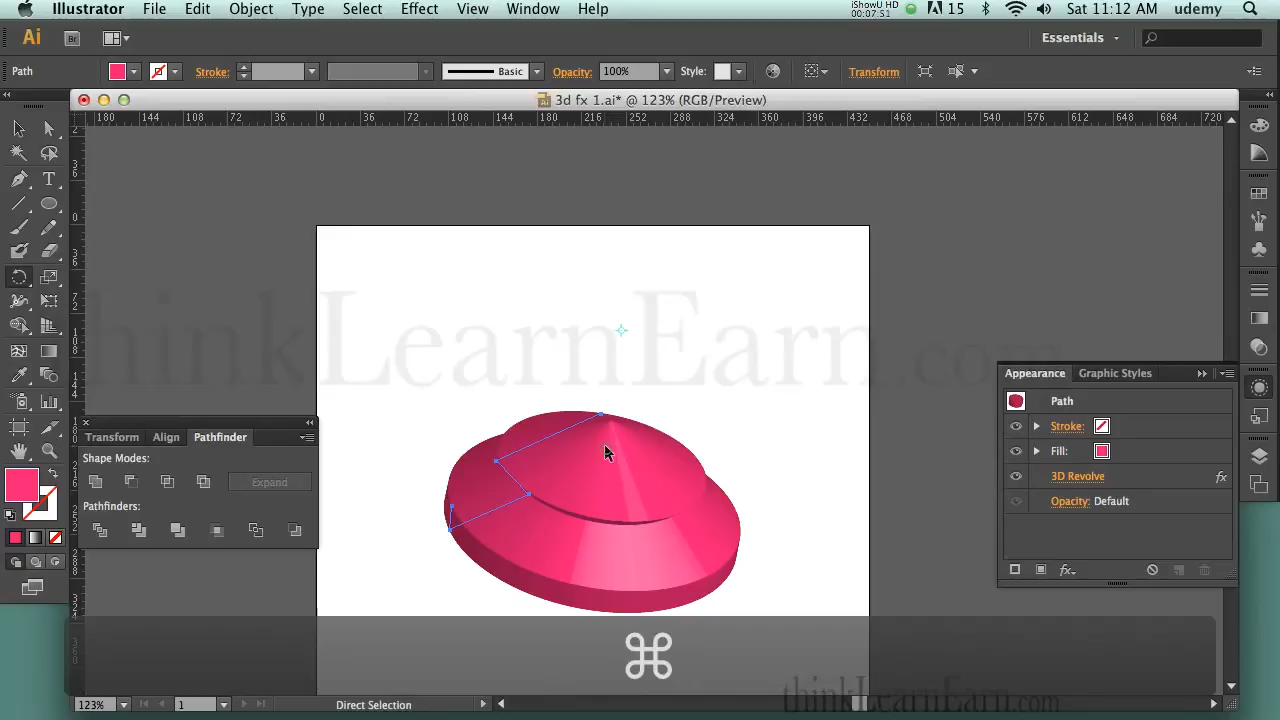 Illustrator File Edit Object Type Select Effect View Window Help
iShowU HD
00:07:51
15
Sat 11:12 AM udemy
Ai Br Essentials
Path Stroke: Basic Opacity: 100% Style: Transform
3d fx 1.ai* @ 123% (RGB/Preview)
180 144 108 72 36 0 36 72 108 144 180 216 252 288 324 360 396 432 468 504 540 576 612 648 684 720
thinkLearnEarn.com
Appearance Graphic Styles
Path
Stroke:
Fill:
3D Revolve fx
Opacity: Default
fx
Transform Align Pathfinder
Shape Modes:
Expand
Pathfinders:
⌘
thinkLearnEarn.com
123% 1 Direct Selection